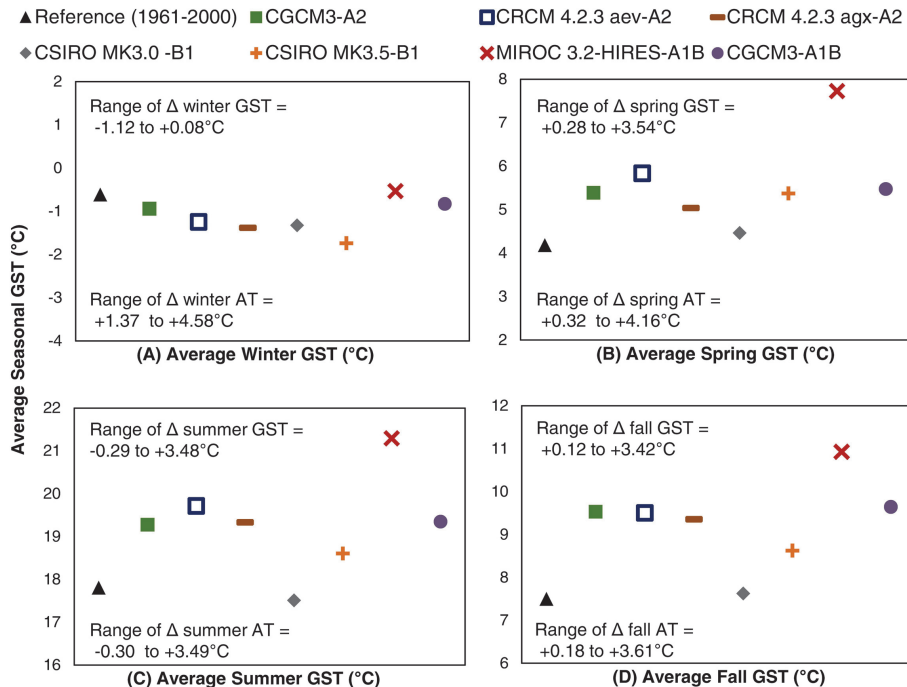 Reference (1961-2000) CGCM3-A2 CRCM 4.2.3 aev-A2 CRCM 4.2.3 agx-A2
CSIRO MK3.0 -B1 CSIRO MK3.5-B1 MIROC 3.2-HIRES-A1B CGCM3-A1B
Average Seasonal GST (°C)
2
1
0
-1
-2
-3
-4
Range of Δ winter GST =
-1.12 to +0.08°C
Range of Δ winter AT =
+1.37 to +4.58°C
(A) Average Winter GST (°C)
8
7
6
5
4
3
2
Range of Δ spring GST =
+0.28 to +3.54°C
Range of Δ spring AT =
+0.32 to +4.16°C
(B) Average Spring GST (°C)
22
21
20
19
18
17
16
Range of Δ summer GST =
-0.29 to +3.48°C
Range of Δ summer AT =
-0.30 to +3.49°C
(C) Average Summer GST (°C)
12
11
10
9
8
7
6
Range of Δ fall GST =
+0.12 to +3.42°C
Range of Δ fall AT =
+0.18 to +3.61°C
(D) Average Fall GST (°C)